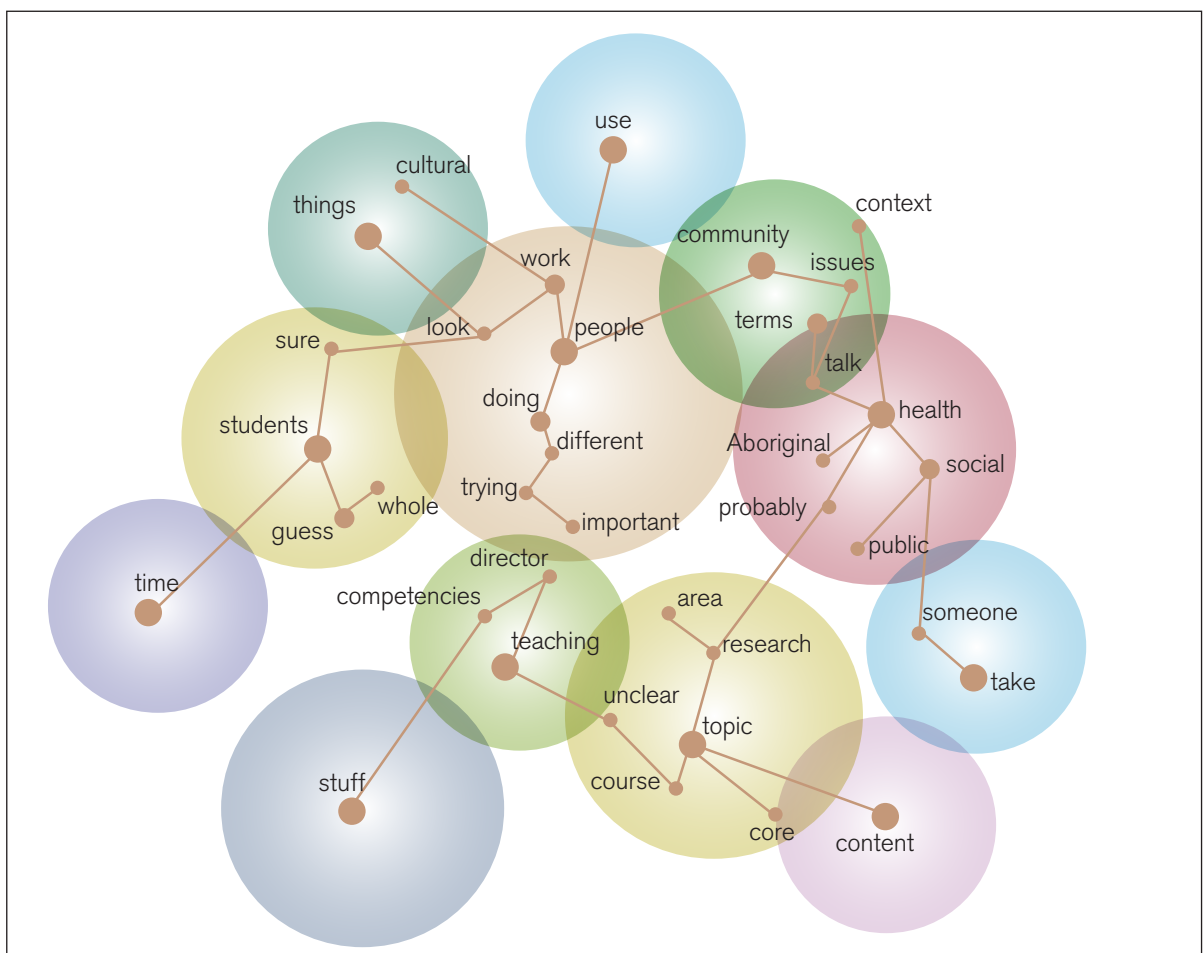 use
cultural
things
context
community
work
issues
terms
people
look
sure
talk
doing
health
students
different
Aboriginal
social
trying
whole
probably
important
guess
public
director
time
competencies
area
someone
teaching
research
take
unclear
topic
stuff
course
core
content